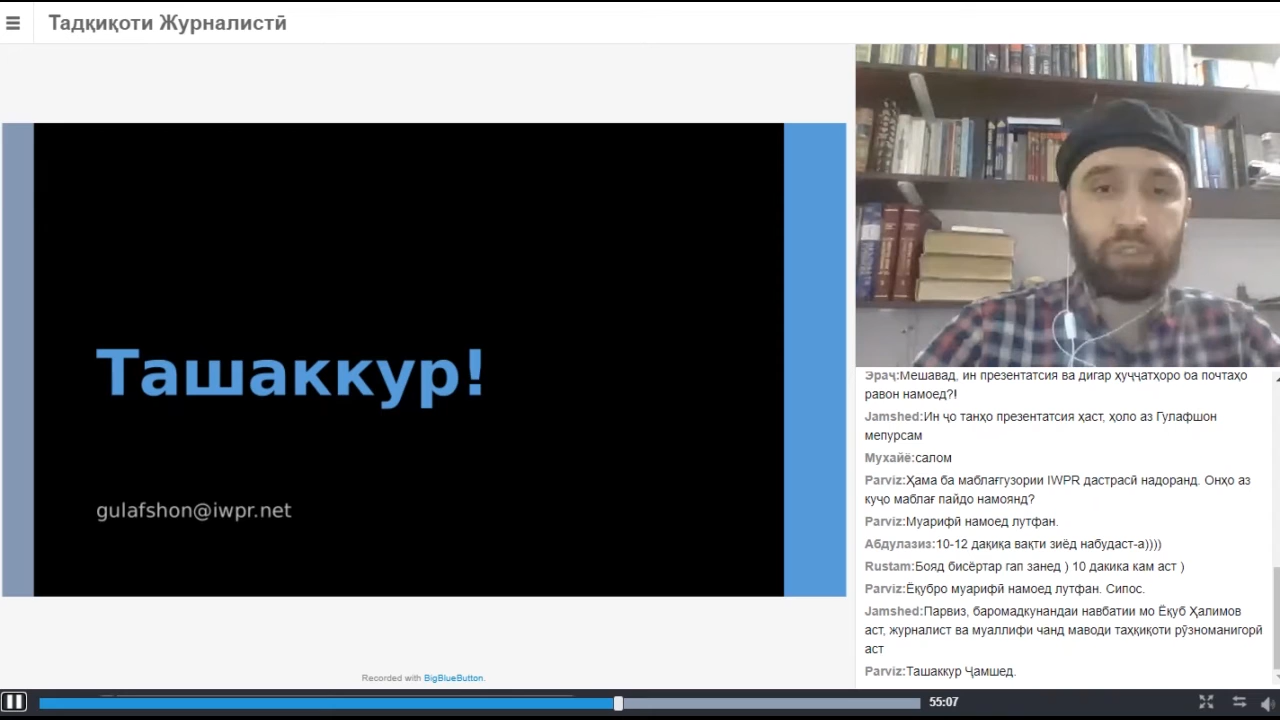 Тадқиқоти Журналистӣ
Ташаккур!
gulafshon@iwpr.net
Эраҷ:Мешавад, ин презентатсия ва дигар ҳуҷҷатҳоро ба почтаҳо
равон намоед?!
Jamshed:Ин ҷо танҳо презентатсия ҳаст, ҳоло аз Гулафшон
мепурсам
Мухайё:салом
Parviz:Ҳама ба маблағгузории IWPR дастрасӣ надоранд. Онҳо аз
куҷо маблағ пайдо намоянд?
Parviz:Муарифӣ намоед лутфан.
Абдулазиз:10-12 дақиқа вақти зиёд набудаст-а))))
Rustam:Бояд бисёртар гап занед ) 10 дакика кам аст )
Parviz:Ёқубро муарифӣ намоед лутфан. Сипос.
Jamshed:Парвиз, баромадкунандаи навбатии мо Ёқуб Ҳалимов
аст, журналист ва муаллифи чанд маводи таҳқиқоти рӯзноманигорӣ
аст
Parviz:Ташаккур Ҷамшед.
Recorded with BigBlueButton.
55:07